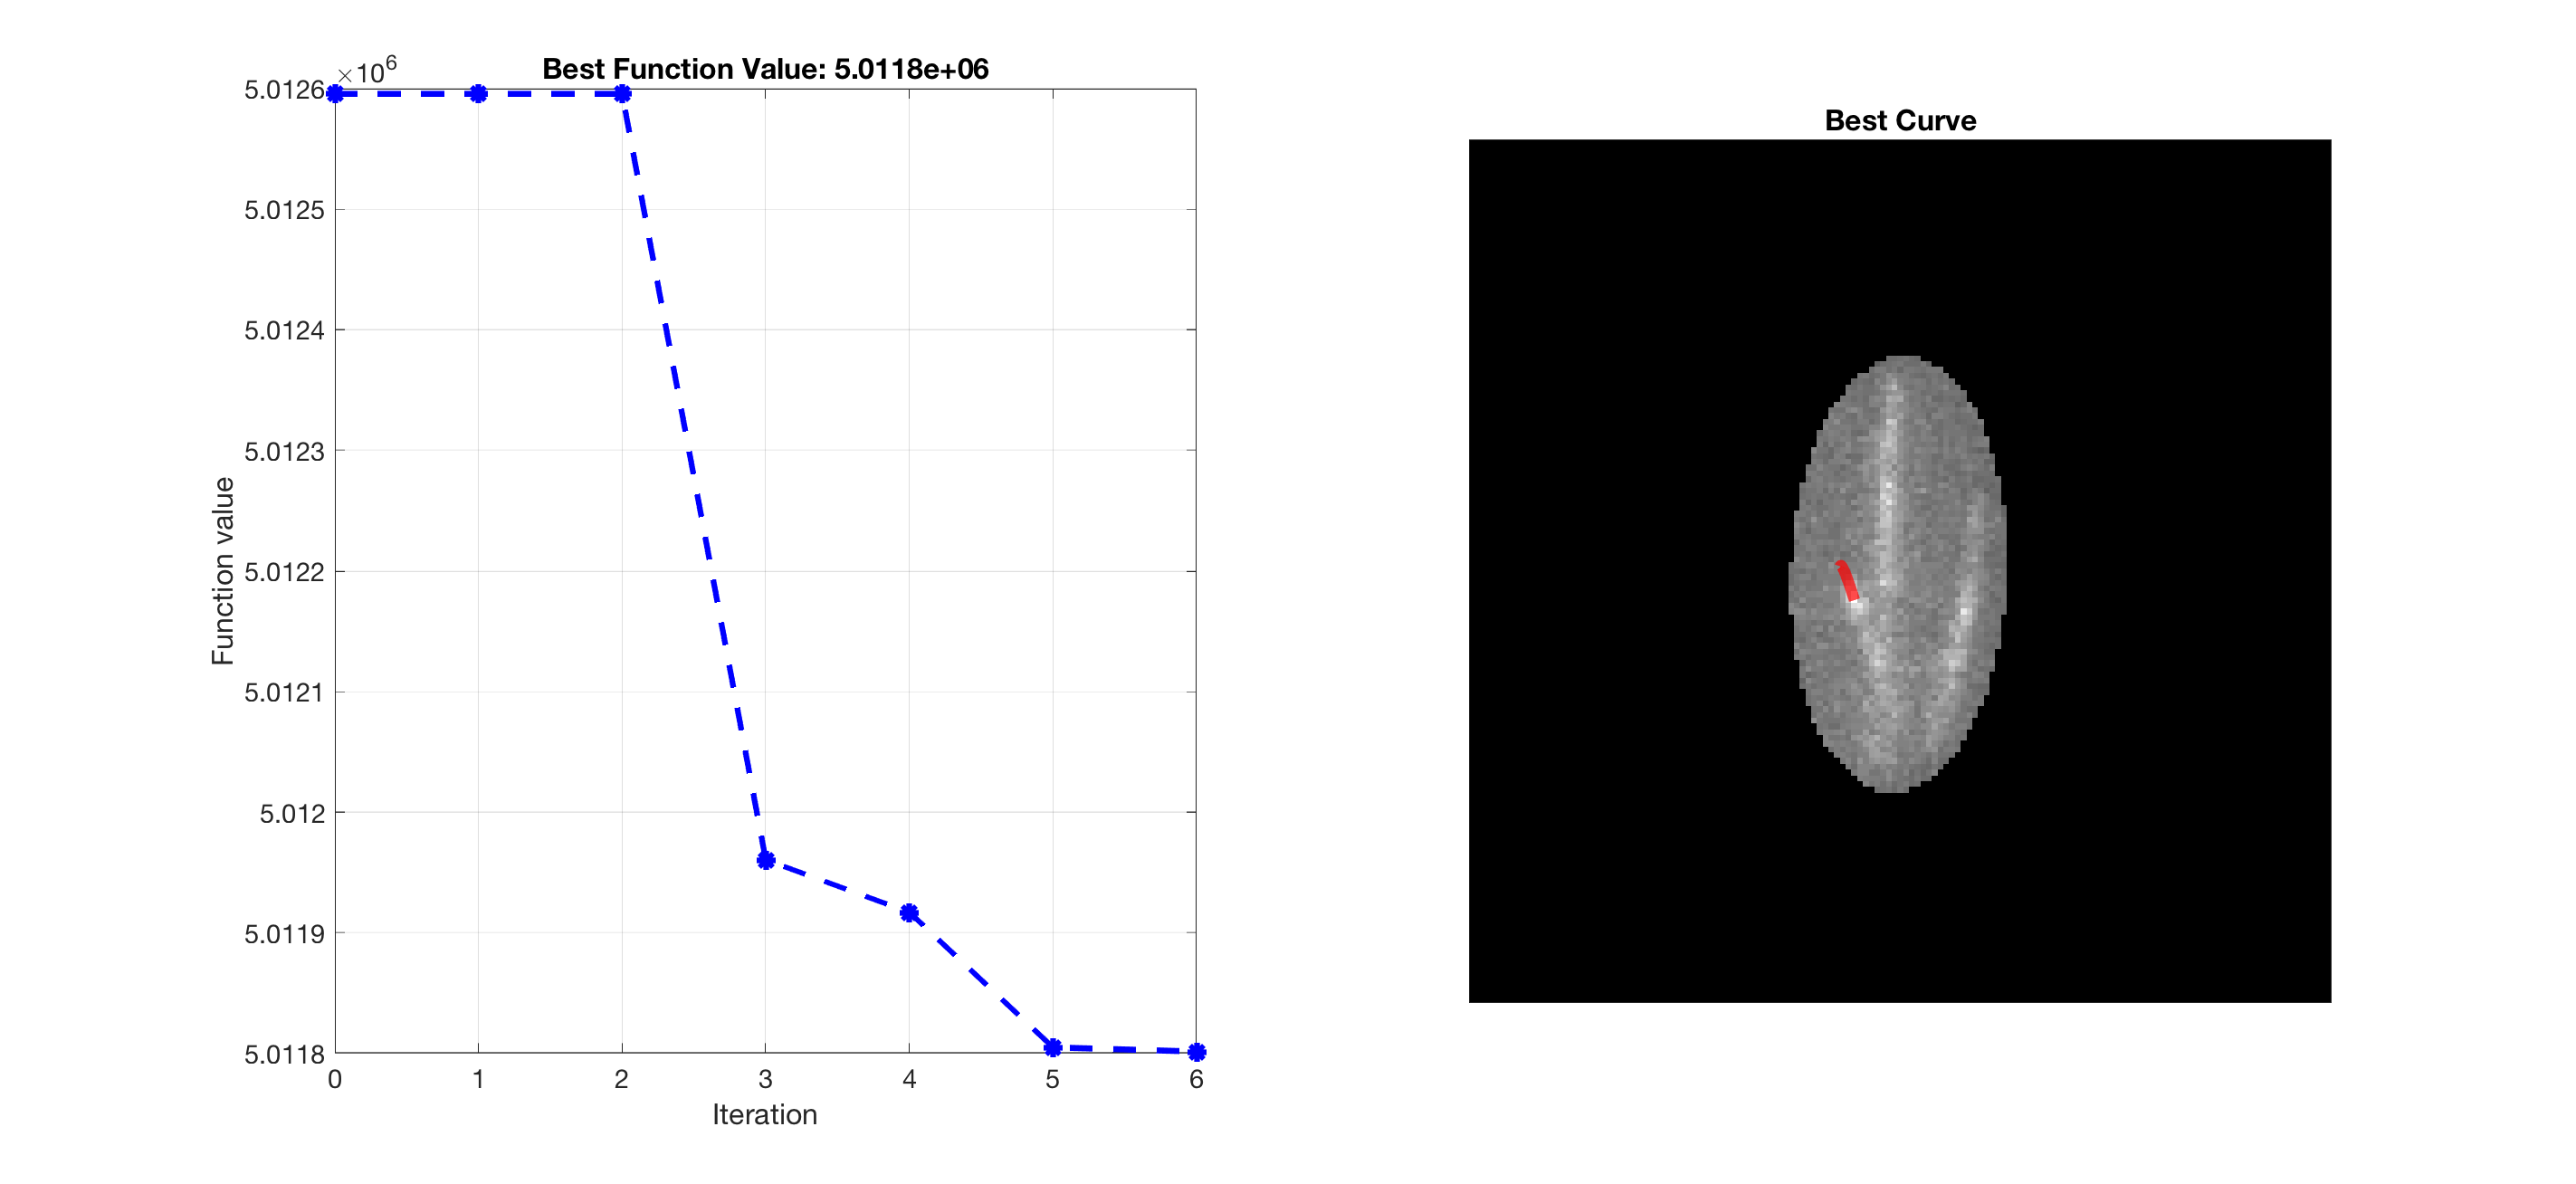 ×10^6
Best Function Value: 5.0118e+06
5.0126
5.0125
5.0124
5.0123
5.0122
5.0121
5.012
5.0119
5.0118
Function value
0 1 2 3 4 5 6
Iteration
Best Curve